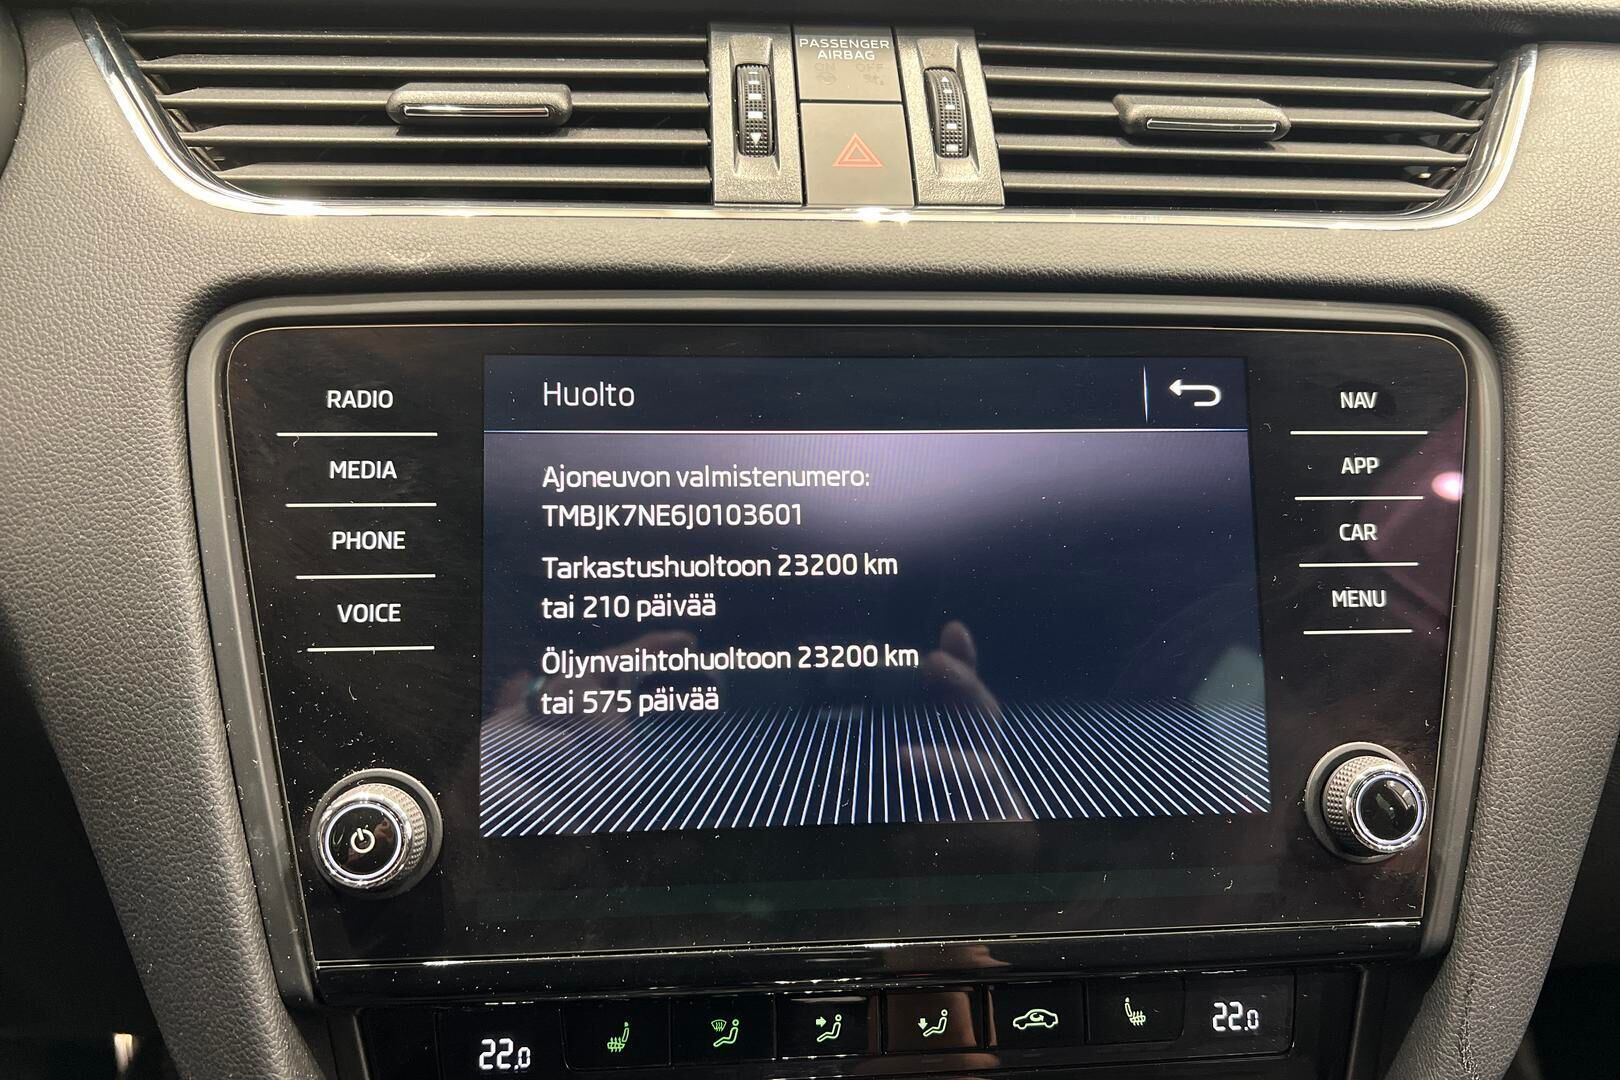 PASSENGER
AIRBAG
RADIO
MEDIA
PHONE
VOICE
Huolto
Ajoneuvon valmistenumero:
TMBJK7NE6J0103601
Tarkastushuoltoon 23200 km
tai 210 päivää
Öljynvaihtohuoltoon 23200 km
tai 575 päivää
NAV
APP
CAR
MENU
22.0
22.0